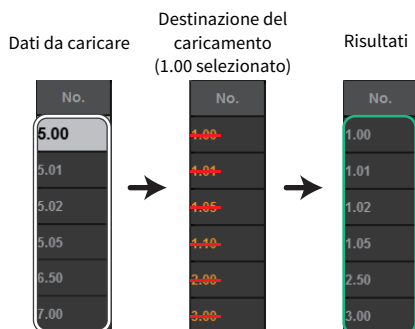 Dati da caricare
Destinazione del
caricamento
(1.00 selezionato)
Risultati
No.
5.00
5.01
5.02
5.05
6.50
7.00
No.
1.00
1.01
1.05
1.10
2.00
3.00
No.
1.00
1.01
1.02
1.05
2.50
3.00